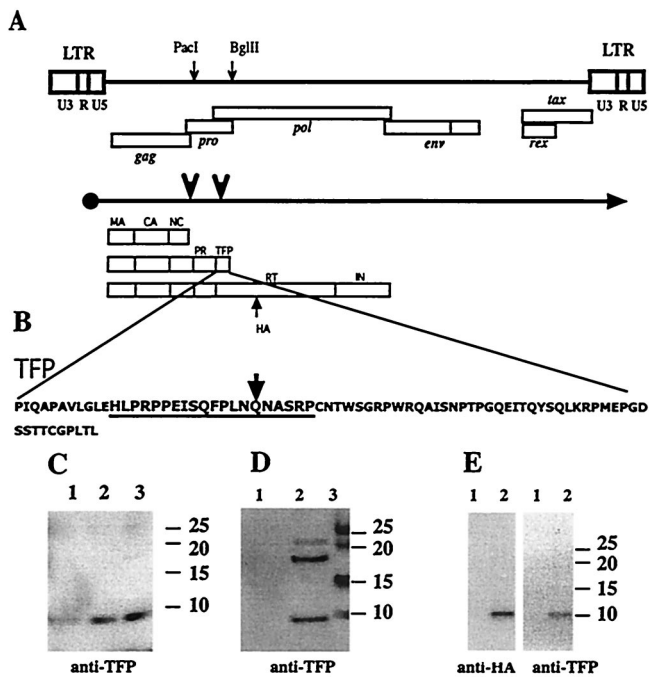 A
LTR PacI BglII LTR
U3 R U5 U3 R U5
gag pro pol env rex tax
MA CA NC
PR TFP
RT IN
HA
B
TFP
PIQAPAVLGLEHLPRPPEISQFPLNQNASRPCNTWSGRPWRQAISNPTPGQEITQYSQLKRPMEPGD
SSTTCGPLTL
C
1 2 3
25
20
15
10
anti-TFP
D
1 2 3
25
20
15
10
anti-TFP
E
1 2 1 2
25
20
15
10
anti-HA anti-TFP